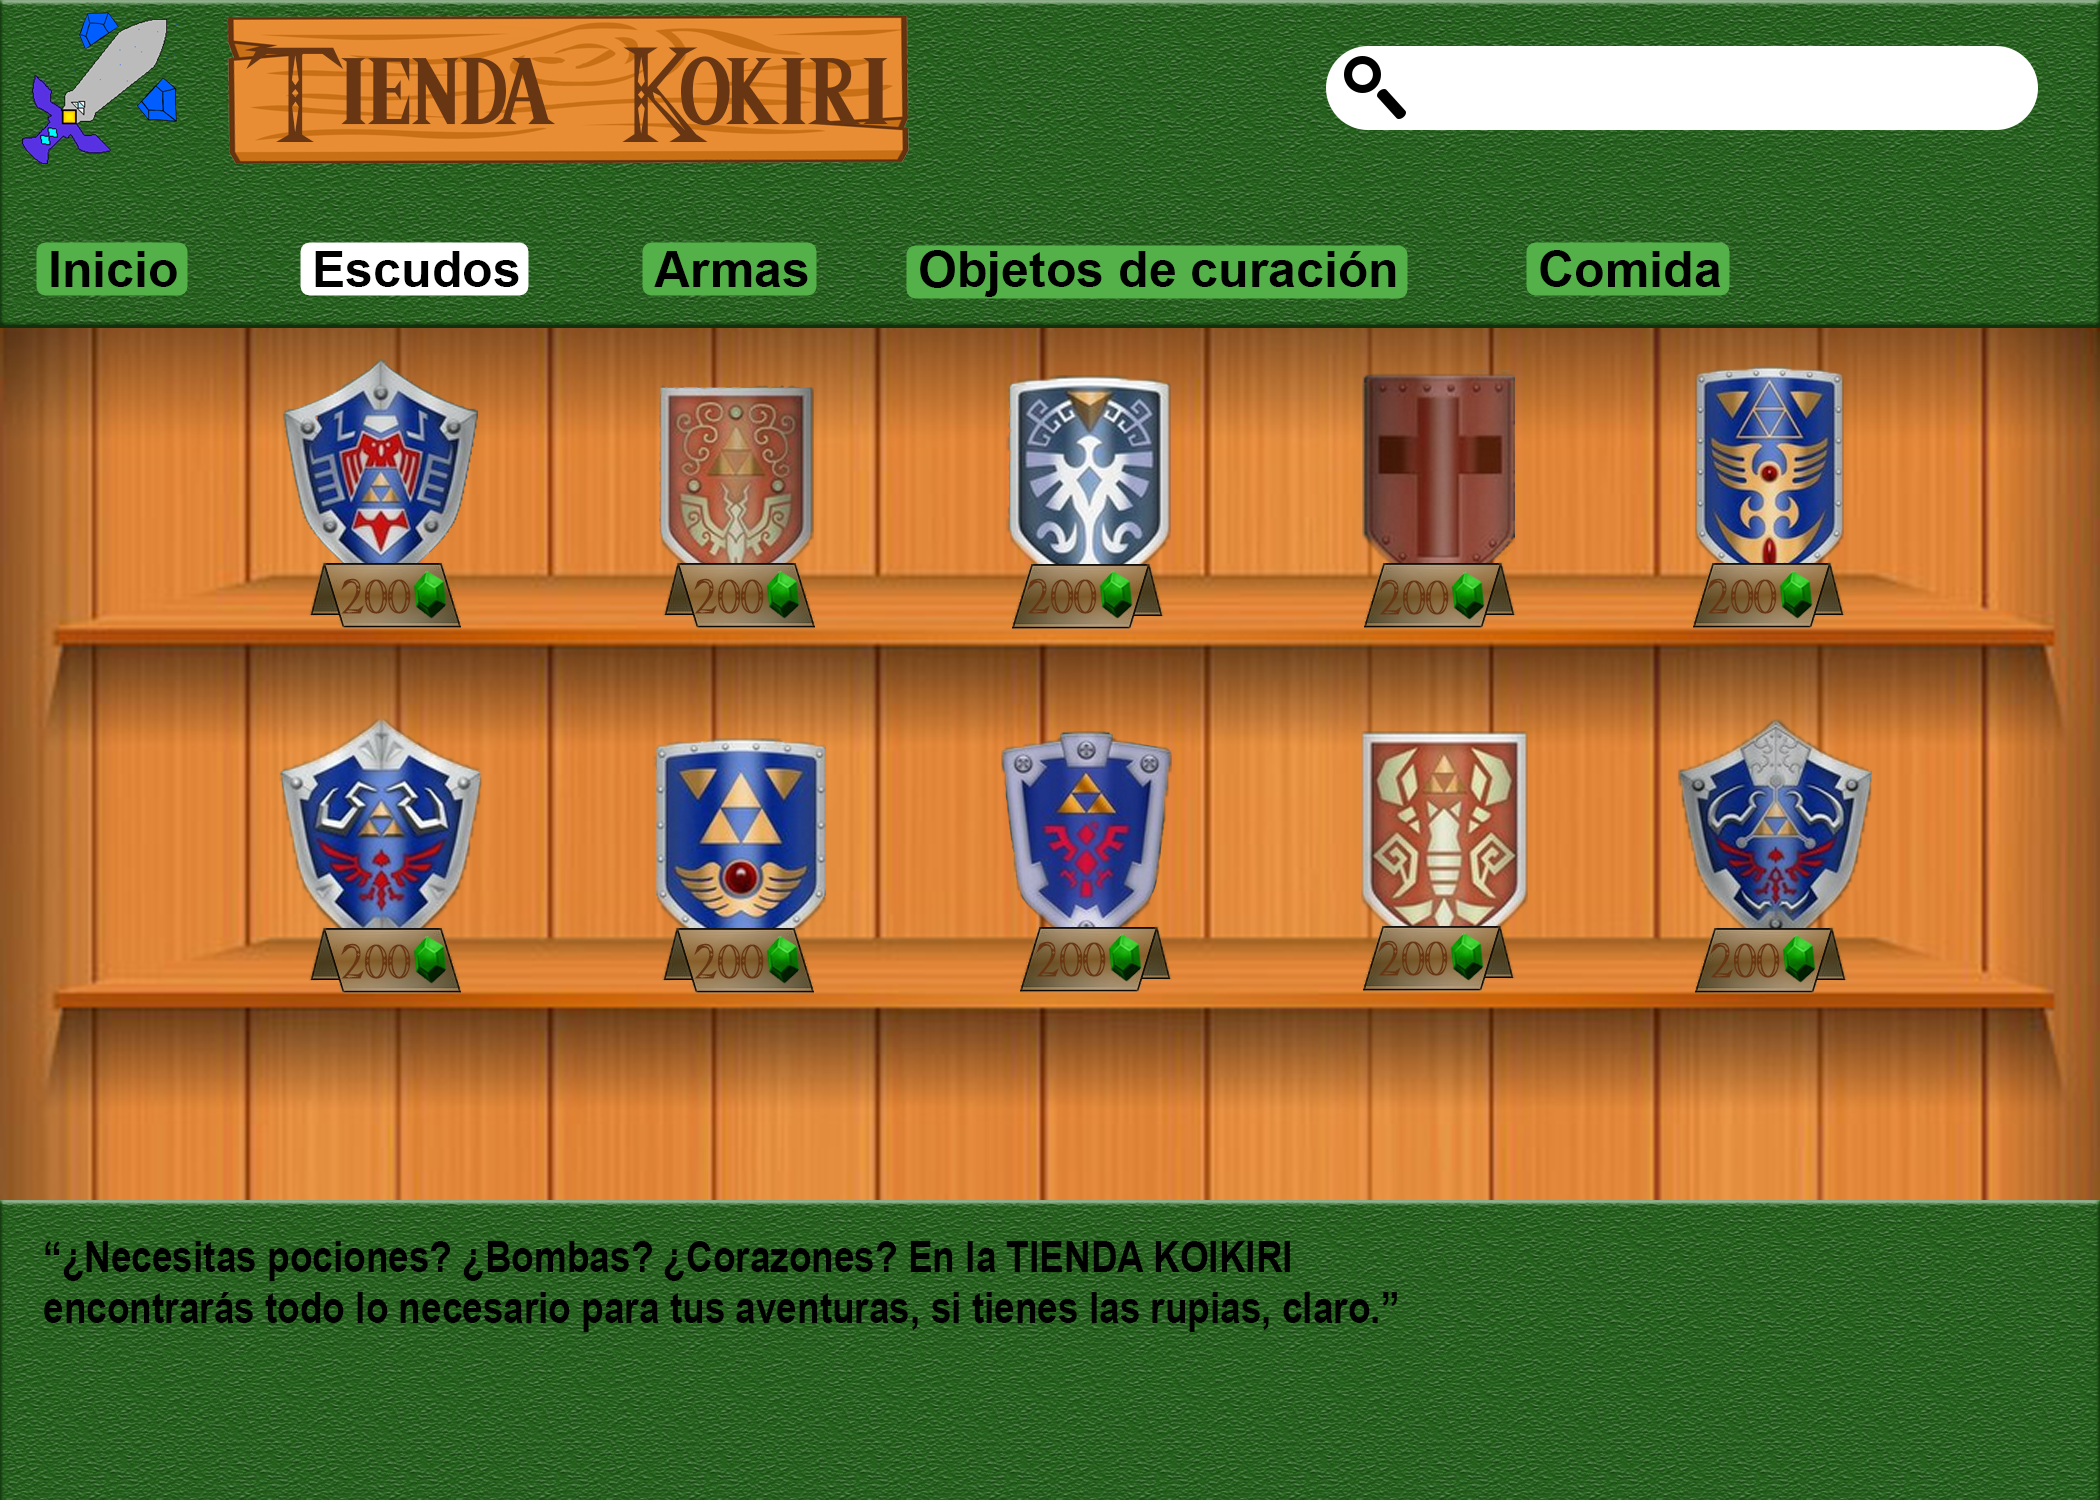 TIENDA KOKIRI
Inicio Escudos Armas Objetos de curación Comida
200 200 200 200 200
200 200 200 200 200
“¿Necesitas pociones? ¿Bombas? ¿Corazones? En la TIENDA KOIKIRI
encontrarás todo lo necesario para tus aventuras, si tienes las rupias, claro.”